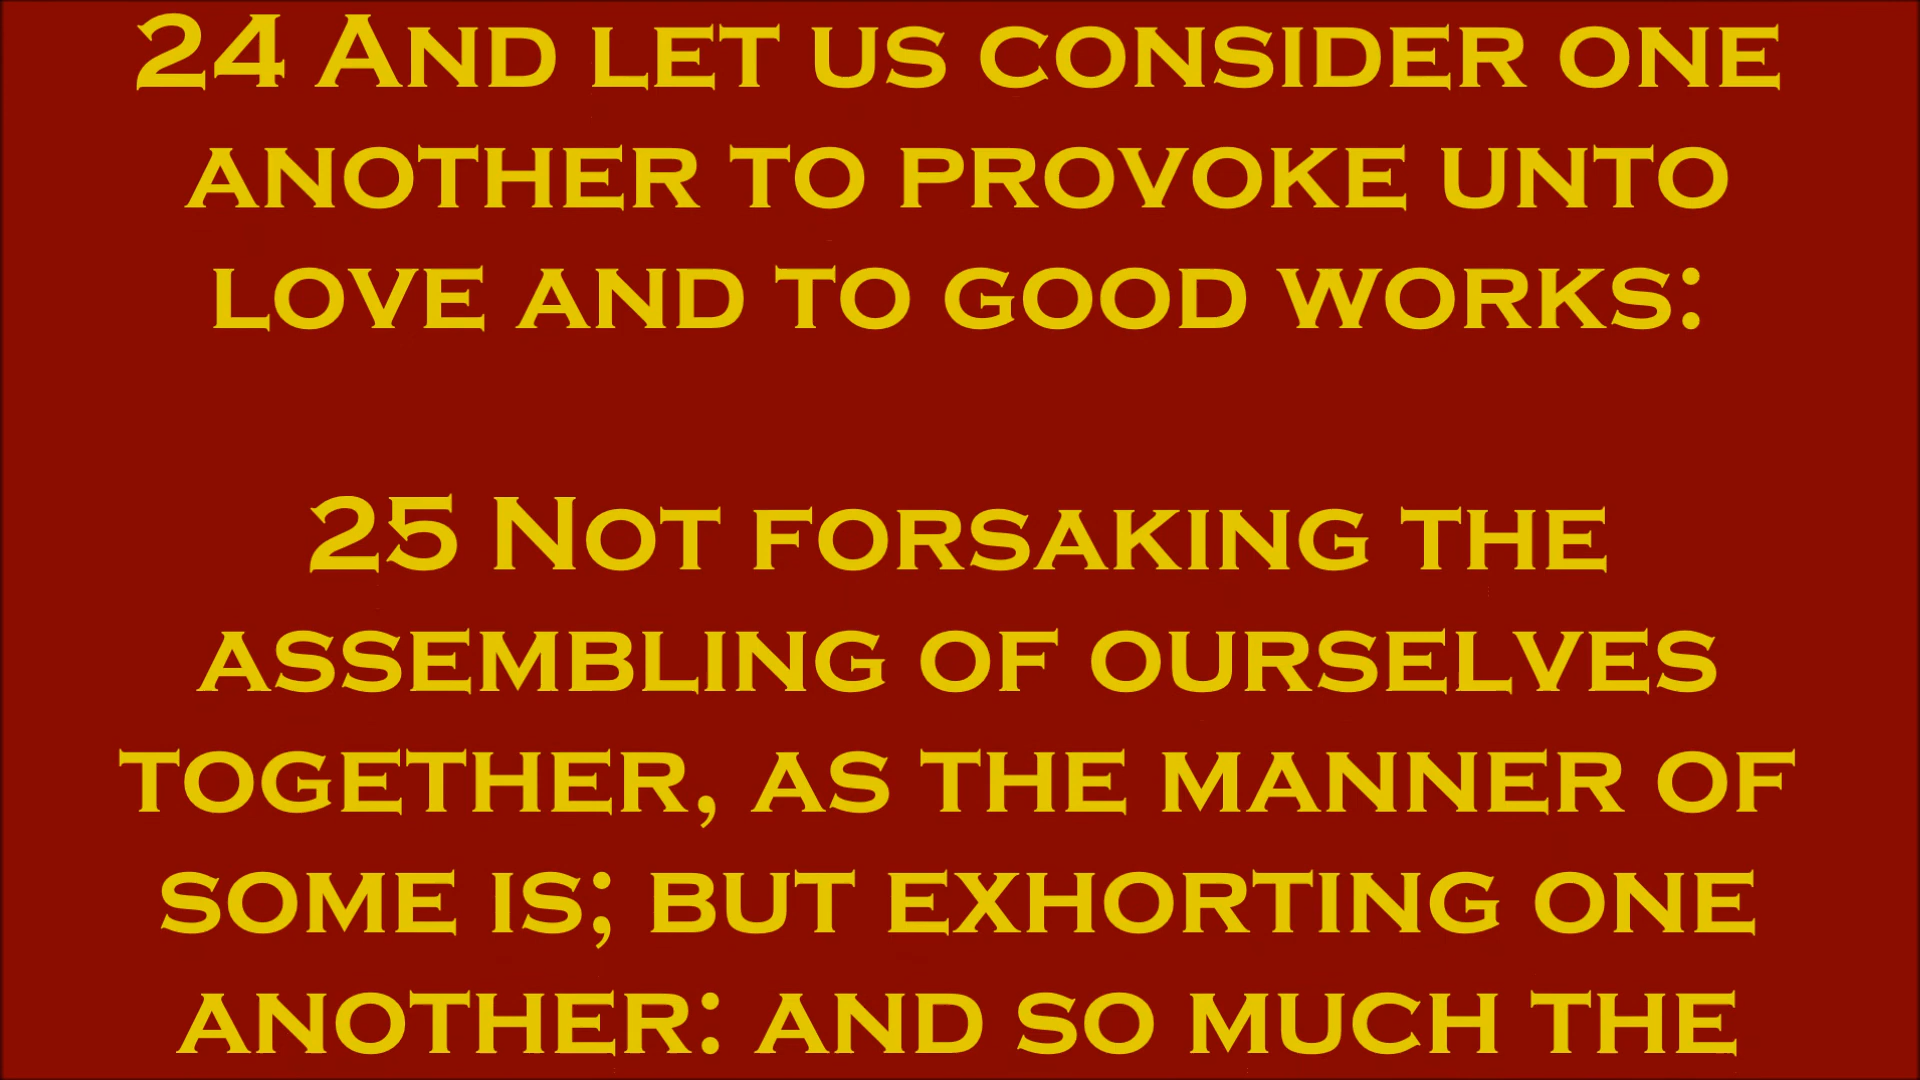 24 And let us consider one
another to provoke unto
love and to good works:
25 Not forsaking the
assembling of ourselves
together, as the manner of
some is; but exhorting one
another: and so much the